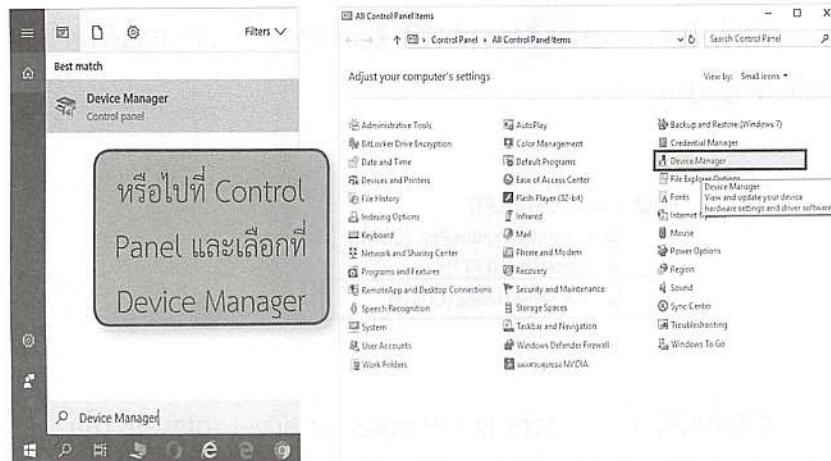 Filters
Best match
Device Manager
Control panel
หรือไปที่ Control
Panel และเลือกที่
Device Manager
Device Manager
All Control Panel Items
Control Panel
All Control Panel Items
Search Control Panel
Adjust your computer's settings
View by: Small icons
Administrative Tools
BitLocker Drive Encryption
Date and Time
Devices and Printers
File History
Indexing Options
Keyboard
Network and Sharing Center
Programs and Features
RemoteApp and Desktop Connections
Speech Recognition
System
User Accounts
Work Folders
AutoPlay
Color Management
Default Programs
Ease of Access Center
Flash Player (32-bit)
Infrared
Mail
Phone and Modem
Recovery
Security and Maintenance
Storage Spaces
Taskbar and Navigation
Windows Defender Firewall
NVIDIA
Backup and Restore (Windows 7)
Credential Manager
Device Manager
File Explorer Options
Fonts
Internet
Device Manager
View and update your device
hardware settings and driver software
Mouse
Power Options
Region
Sound
Sync Center
Troubleshooting
Windows To Go